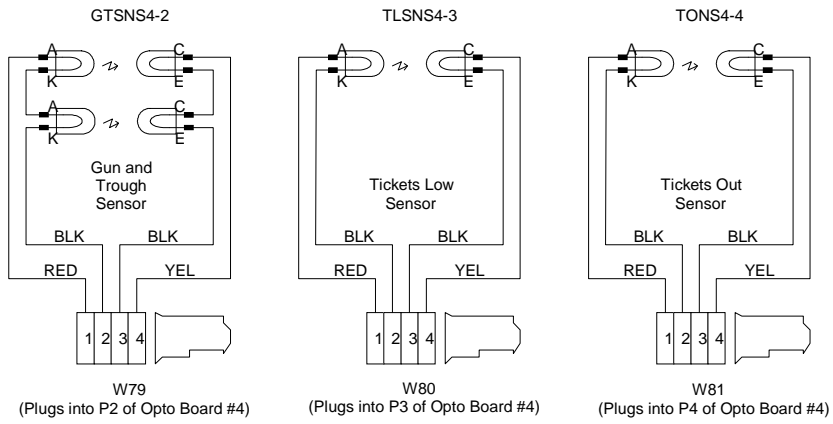 GTSNS4-2
A
C
K
E
A
C
K
E
Gun and
Trough
Sensor
BLK
BLK
RED
YEL
1 2 3 4
W79
(Plugs into P2 of Opto Board #4)
TLSNS4-3
A
C
K
E
Tickets Low
Sensor
BLK
BLK
RED
YEL
1 2 3 4
W80
(Plugs into P3 of Opto Board #4)
TONS4-4
A
C
K
E
Tickets Out
Sensor
BLK
BLK
RED
YEL
1 2 3 4
W81
(Plugs into P4 of Opto Board #4)